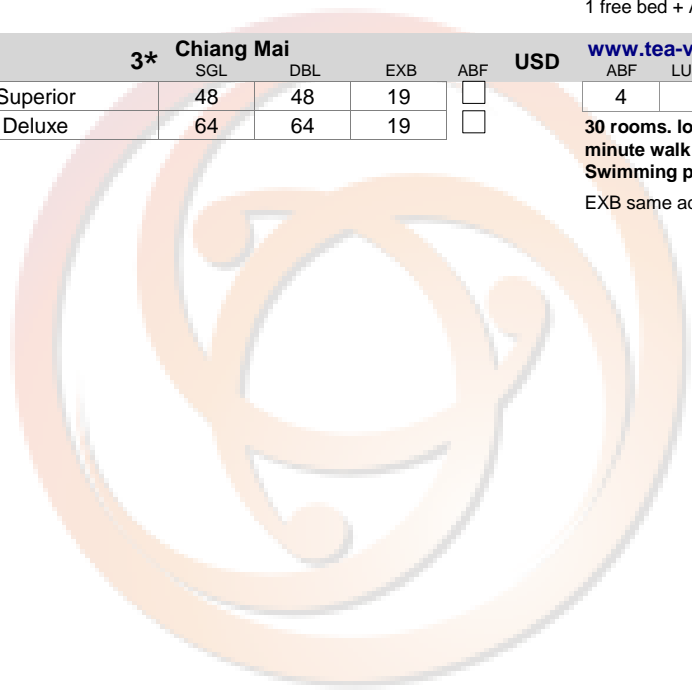 1 free bed +
3* Chiang Mai USD www.tea-v
SGL DBL EXB ABF ABF LU
Superior 48 48 19 4
Deluxe 64 64 19
30 rooms. lo
minute walk
Swimming p
EXB same ac